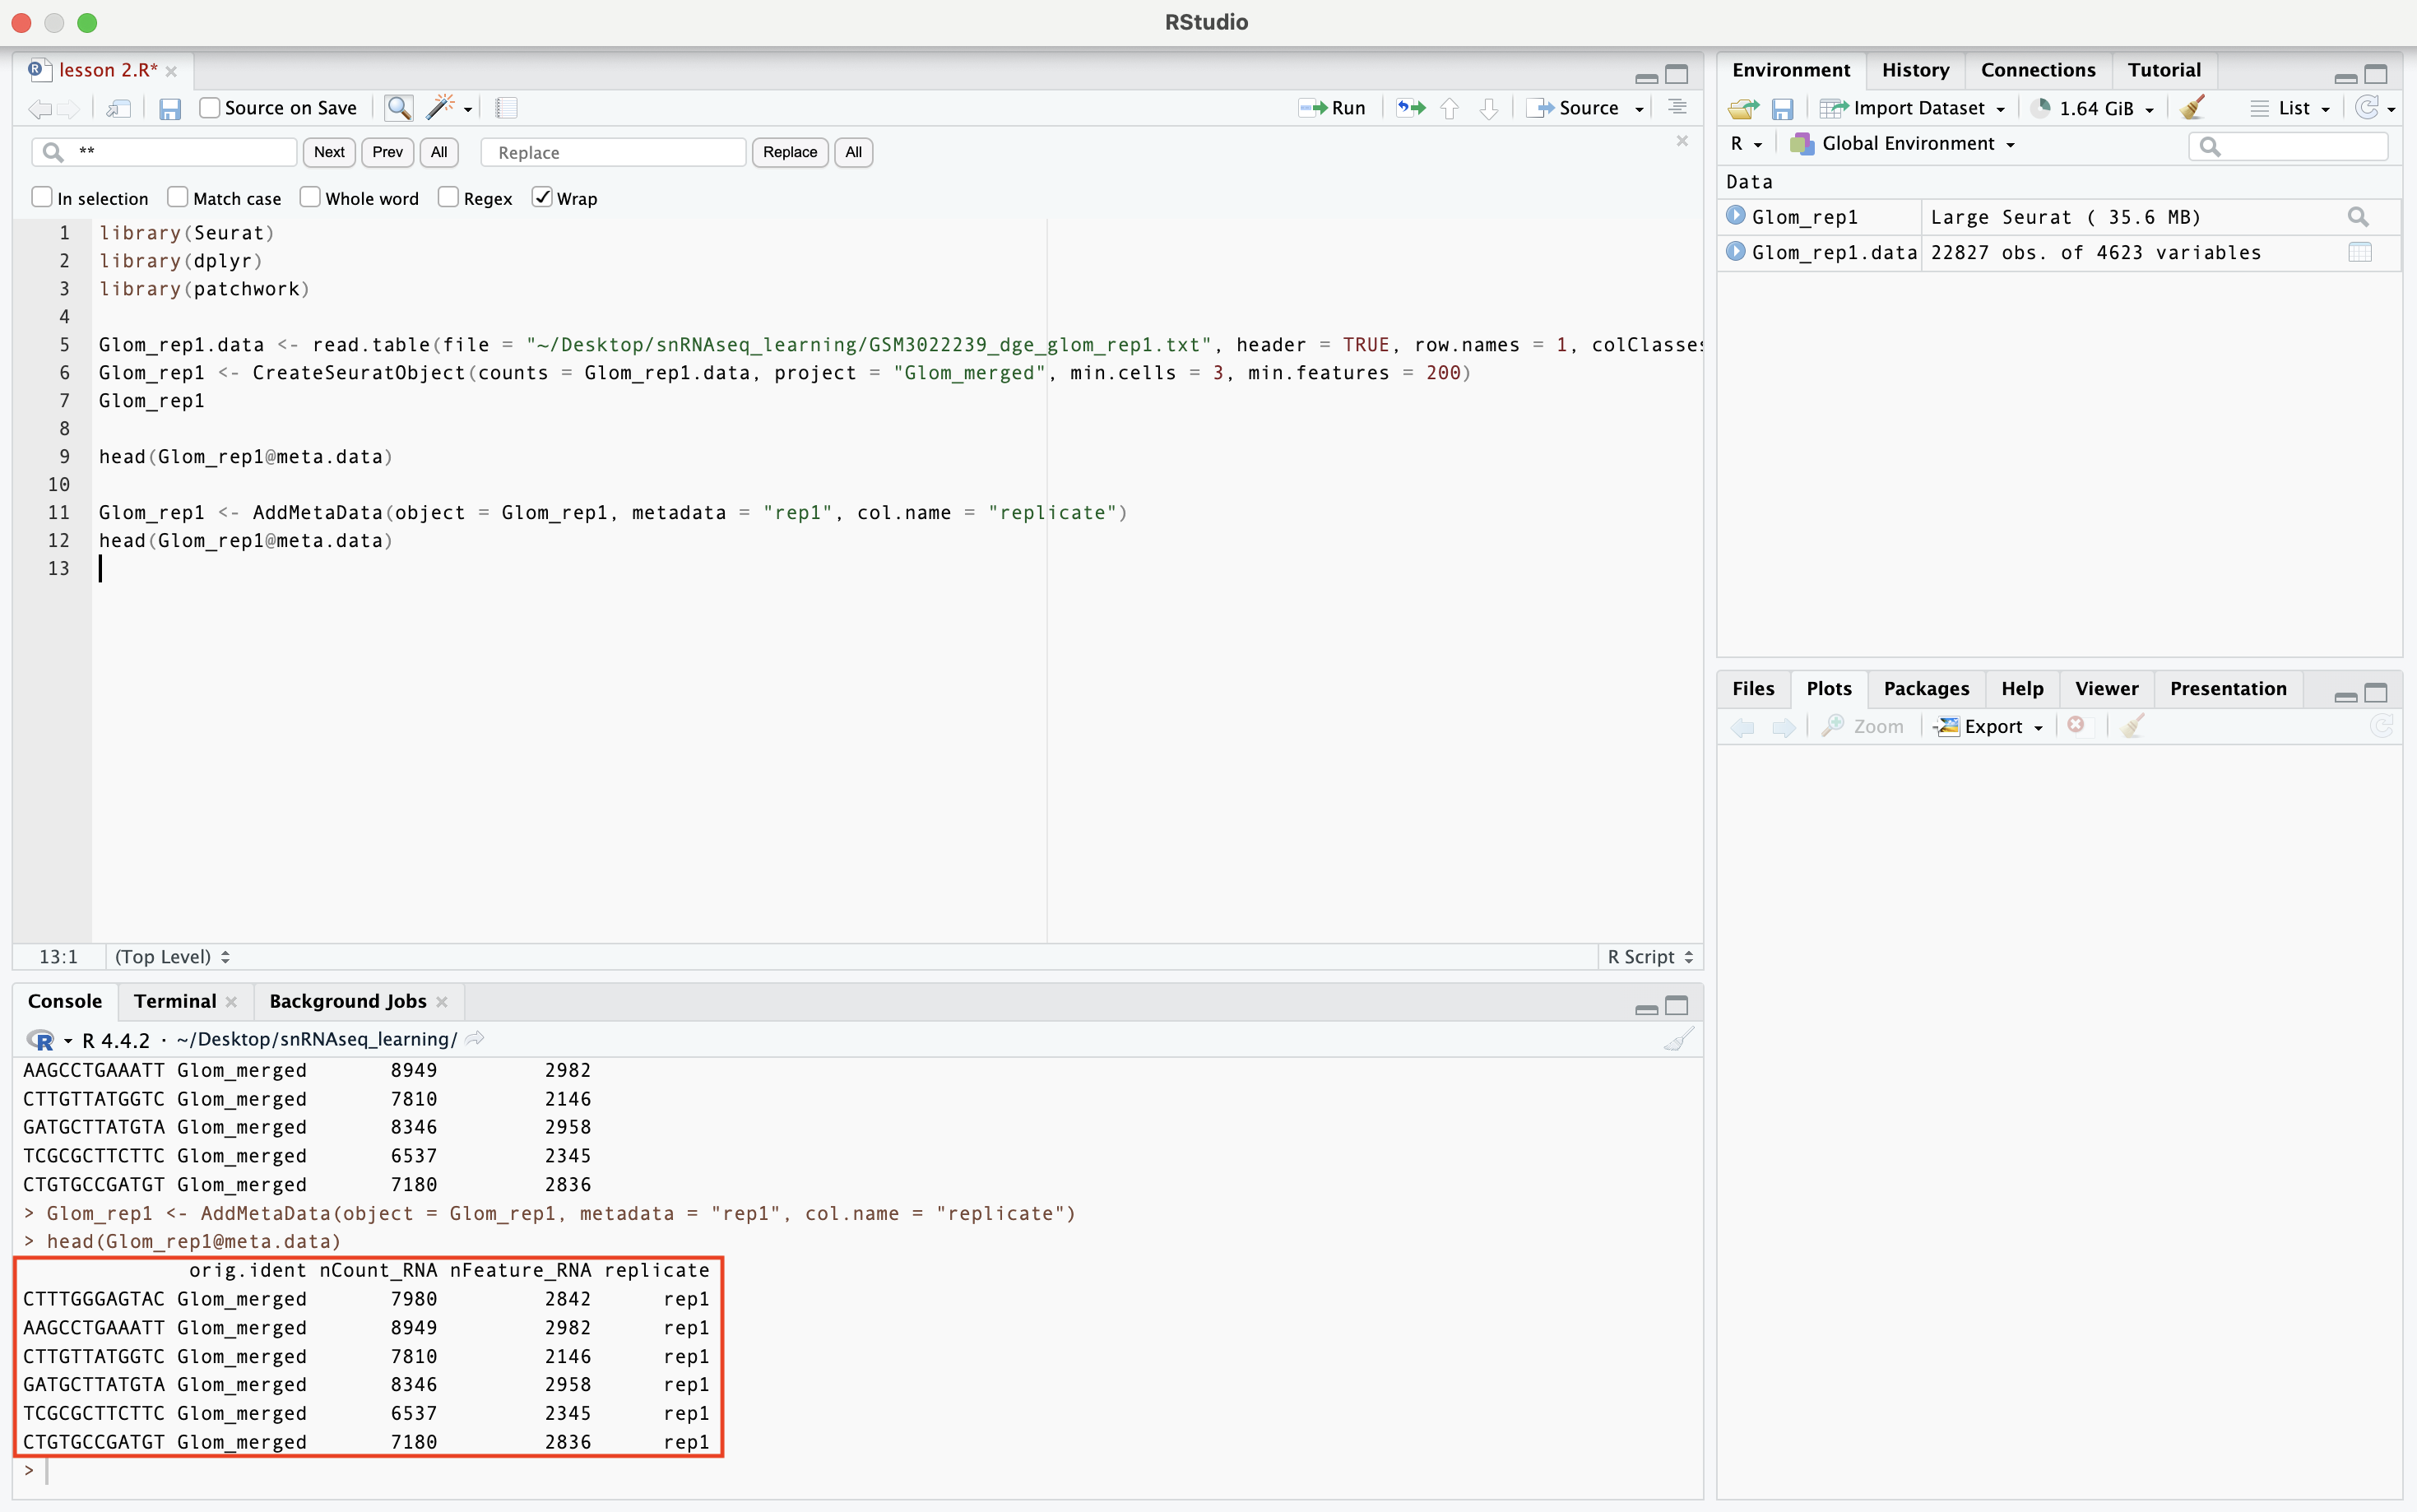 RStudio
lesson 2.R*
Source on Save
Run
Source
** Next Prev All Replace Replace All
In selection Match case Whole word Regex Wrap
1 library(Seurat)
2 library(dplyr)
3 library(patchwork)
4
5 Glom_rep1.data <- read.table(file = "~/Desktop/snRNAseq_learning/GSM3022239_dge_glom_rep1.txt", header = TRUE, row.names = 1, colClasses
6 Glom_rep1 <- CreateSeuratObject(counts = Glom_rep1.data, project = "Glom_merged", min.cells = 3, min.features = 200)
7 Glom_rep1
8
9 head(Glom_rep1@meta.data)
10
11 Glom_rep1 <- AddMetaData(object = Glom_rep1, metadata = "rep1", col.name = "replicate")
12 head(Glom_rep1@meta.data)
13
13:1 (Top Level) R Script
Console Terminal Background Jobs
R R 4.4.2 · ~/Desktop/snRNAseq_learning/
AAGCCTGAAATT Glom_merged 8949 2982
CTTGTTATGGTC Glom_merged 7810 2146
GATGCTTATGTA Glom_merged 8346 2958
TCGCGCTTCTTC Glom_merged 6537 2345
CTGTGCCGATGT Glom_merged 7180 2836
> Glom_rep1 <- AddMetaData(object = Glom_rep1, metadata = "rep1", col.name = "replicate")
> head(Glom_rep1@meta.data)
orig.ident nCount_RNA nFeature_RNA replicate
CTTTGGGAGTAC Glom_merged 7980 2842 rep1
AAGCCTGAAATT Glom_merged 8949 2982 rep1
CTTGTTATGGTC Glom_merged 7810 2146 rep1
GATGCTTATGTA Glom_merged 8346 2958 rep1
TCGCGCTTCTTC Glom_merged 6537 2345 rep1
CTGTGCCGATGT Glom_merged 7180 2836 rep1
>
Environment History Connections Tutorial
Import Dataset 1.64 GiB List
R Global Environment
Data
Glom_rep1 Large Seurat ( 35.6 MB)
Glom_rep1.data 22827 obs. of 4623 variables
Files Plots Packages Help Viewer Presentation
Zoom Export